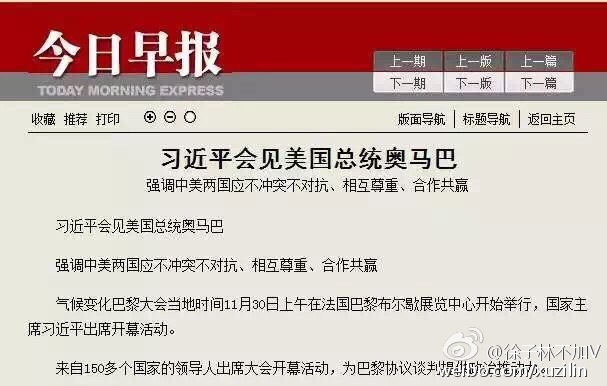 今日早报
TODAY MORNING EXPRESS
上一期 上一版 上一篇
下一期 下一版 下一篇
收藏 推荐 打印
版面导航 标题导航 返回主页
习近平会见美国总统奥马巴
强调中美两国应不冲突不对抗、相互尊重、合作共赢
习近平会见美国总统奥马巴
强调中美两国应不冲突不对抗、相互尊重、合作共赢
气候变化巴黎大会当地时间11月30日上午在法国巴黎布尔歇展览中心开始举行，国家主
席习近平出席开幕活动。
@徐子林不加V
来自150多个国家的领导人出席大会开幕活动，为巴黎协议谈判提供政治推动力。
weibo.com/xuzilin